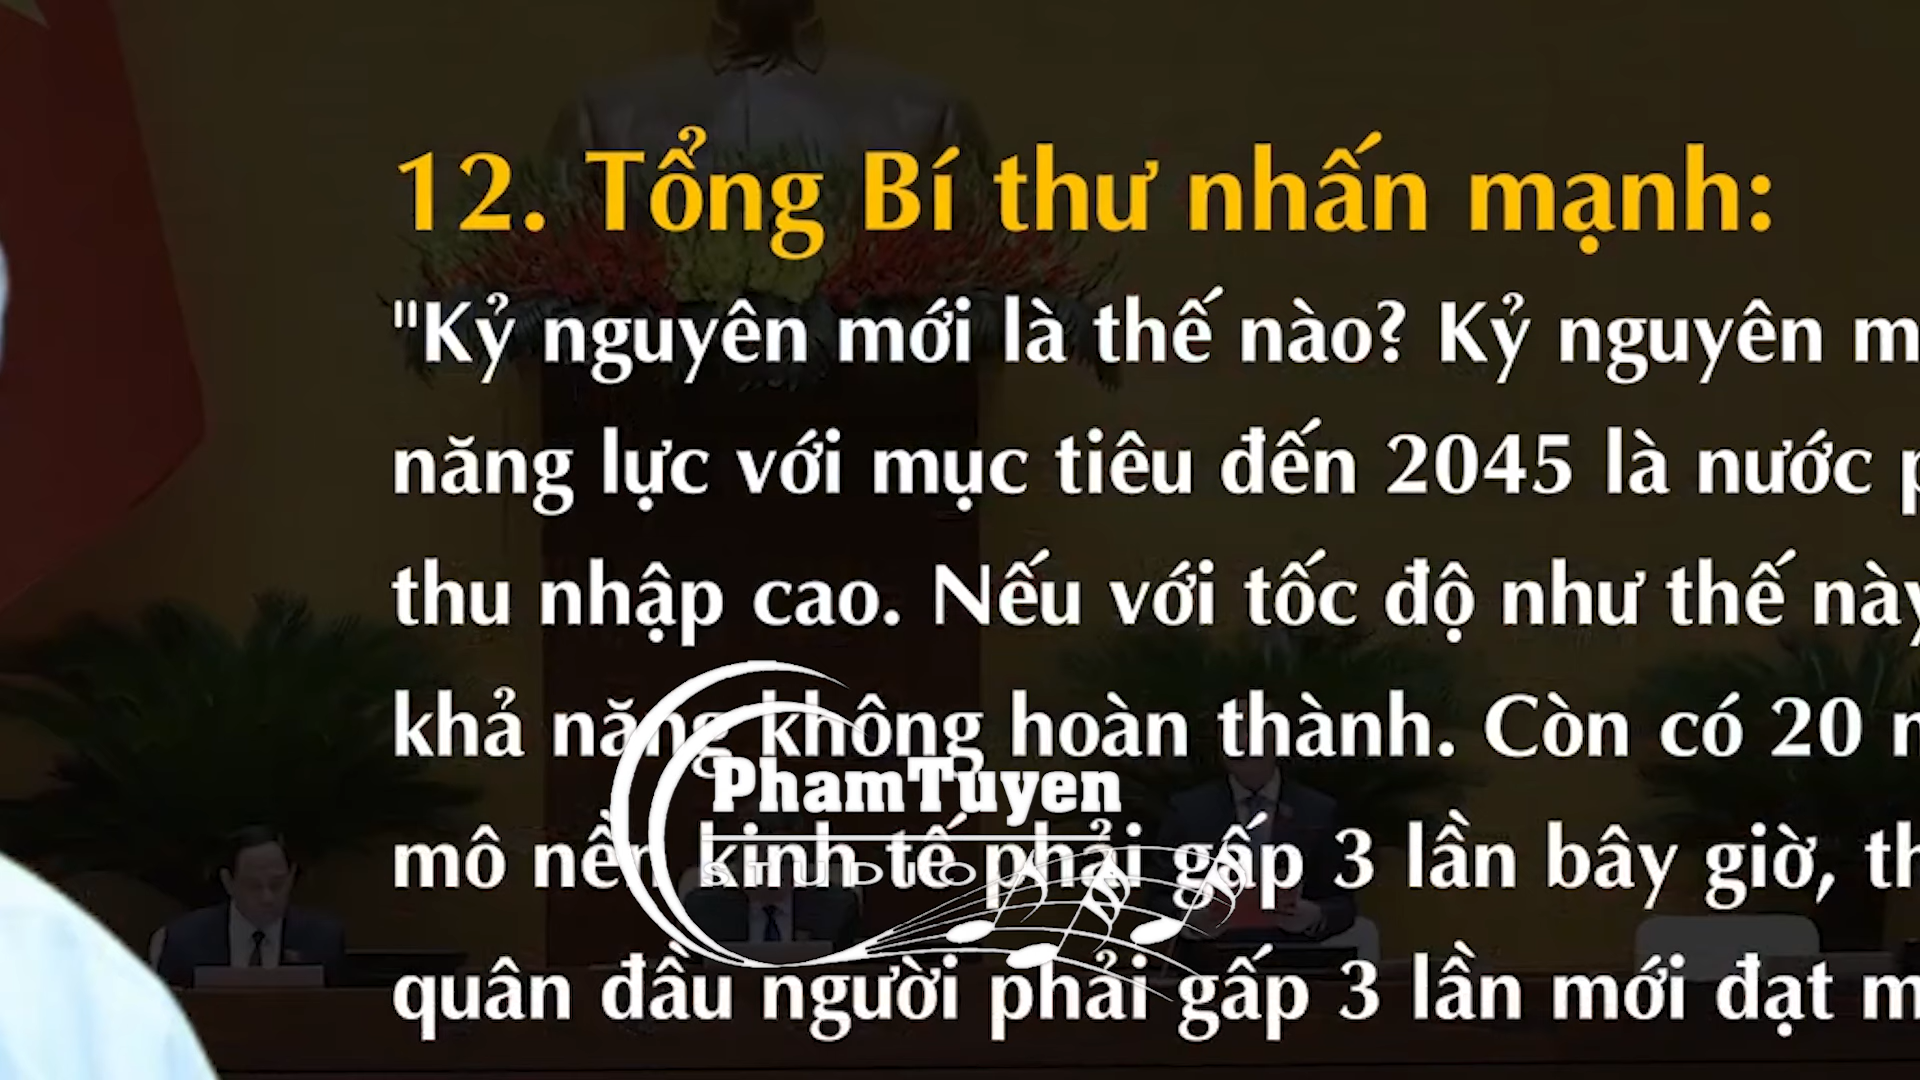 12. Tổng Bí thư nhấn mạnh:
"Kỷ nguyên mới là thế nào? Kỷ nguyên
năng lực với mục tiêu đến 2045 là nước
thu nhập cao. Nếu với tốc độ như thế này
khả năng không hoàn thành. Còn có 20
PhamTuyen
mô nền kinh tế phải gấp 3 lần bây giờ,
STUDIO
quân đầu người phải gấp 3 lần mới đạt